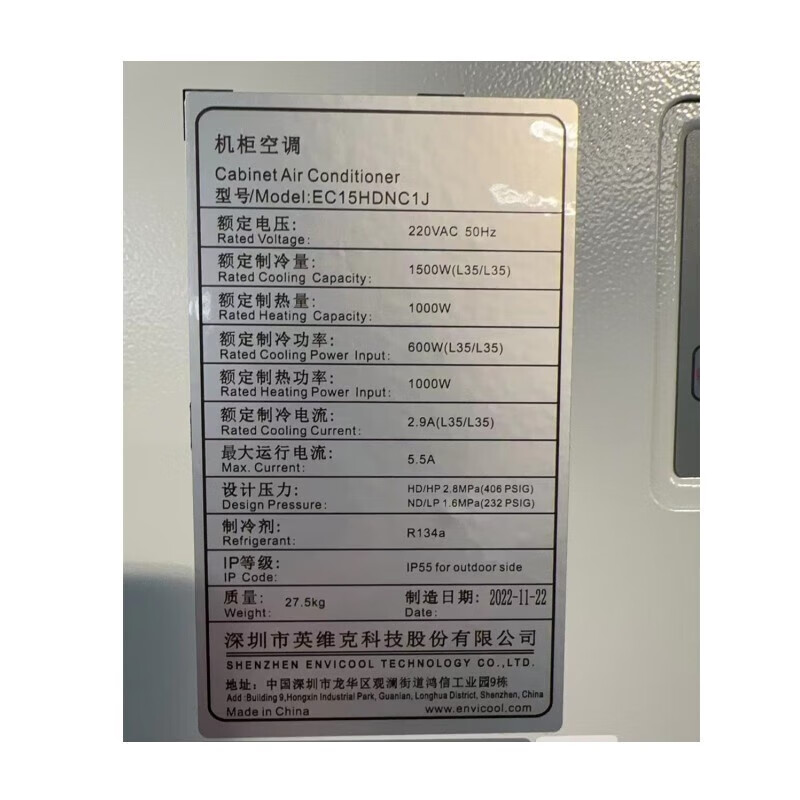 机柜空调
Cabinet Air Conditioner
型号/Model:EC15HDNC1J
额定电压:
Rated Voltage:
220VAC 50Hz
额定制冷量:
Rated Cooling Capacity:
1500W(L35/L35)
额定制热量:
Rated Heating Capacity:
1000W
额定制冷功率:
Rated Cooling Power Input:
600W(L35/L35)
额定制热功率:
Rated Heating Power Input:
1000W
额定制冷电流:
Rated Cooling Current:
2.9A(L35/L35)
最大运行电流:
Max. Current:
5.5A
设计压力:
Design Pressure:
HD/HP 2.8MPa(406 PSIG)
ND/LP 1.6MPa(232 PSIG)
制冷剂:
Refrigerant:
R134a
IP等级:
IP Code:
IP55 for outdoor side
质量:
Weight:
27.5kg
制造日期: 2022-11-22
Date:
深圳市英维克科技股份有限公司
SHENZHEN ENVICOOL TECHNOLOGY CO.,LTD.
地址: 中国深圳市龙华区观澜街道鸿信工业园9栋
Add :Building 9,Hongxin Industrial Park, Guanlan, Longhua District, Shenzhen, China
Made in China
www.envicool.com